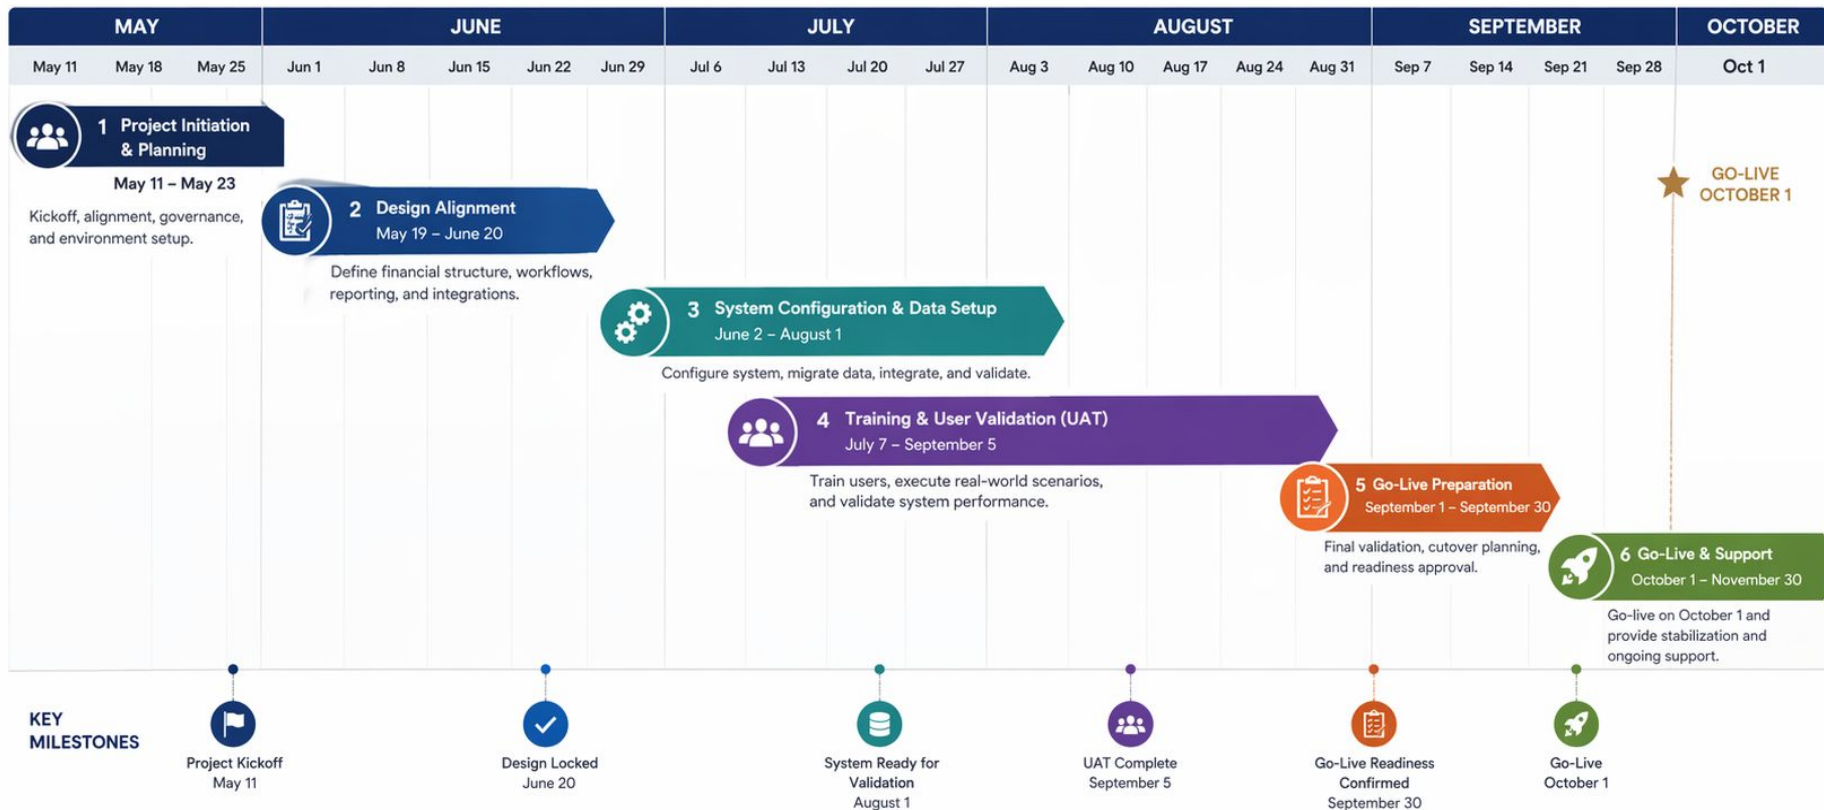 MAY JUNE JULY AUGUST SEPTEMBER OCTOBER
May 11 May 18 May 25 Jun 1 Jun 8 Jun 15 Jun 22 Jun 29 Jul 6 Jul 13 Jul 20 Jul 27 Aug 3 Aug 10 Aug 17 Aug 24 Aug 31 Sep 7 Sep 14 Sep 21 Sep 28 Oct 1
1 Project Initiation
& Planning
May 11 – May 23
Kickoff, alignment, governance,
and environment setup.
2 Design Alignment
May 19 – June 20
Define financial structure, workflows,
reporting, and integrations.
3 System Configuration & Data Setup
June 2 – August 1
Configure system, migrate data, integrate, and validate.
4 Training & User Validation (UAT)
July 7 – September 5
Train users, execute real-world scenarios,
and validate system performance.
5 Go-Live Preparation
September 1 – September 30
Final validation, cutover planning,
and readiness approval.
GO-LIVE
OCTOBER 1
6 Go-Live & Support
October 1 – November 30
Go-live on October 1 and
provide stabilization and
ongoing support.
KEY
MILESTONES
Project Kickoff
May 11
Design Locked
June 20
System Ready for
Validation
August 1
UAT Complete
September 5
Go-Live Readiness
Confirmed
September 30
Go-Live
October 1